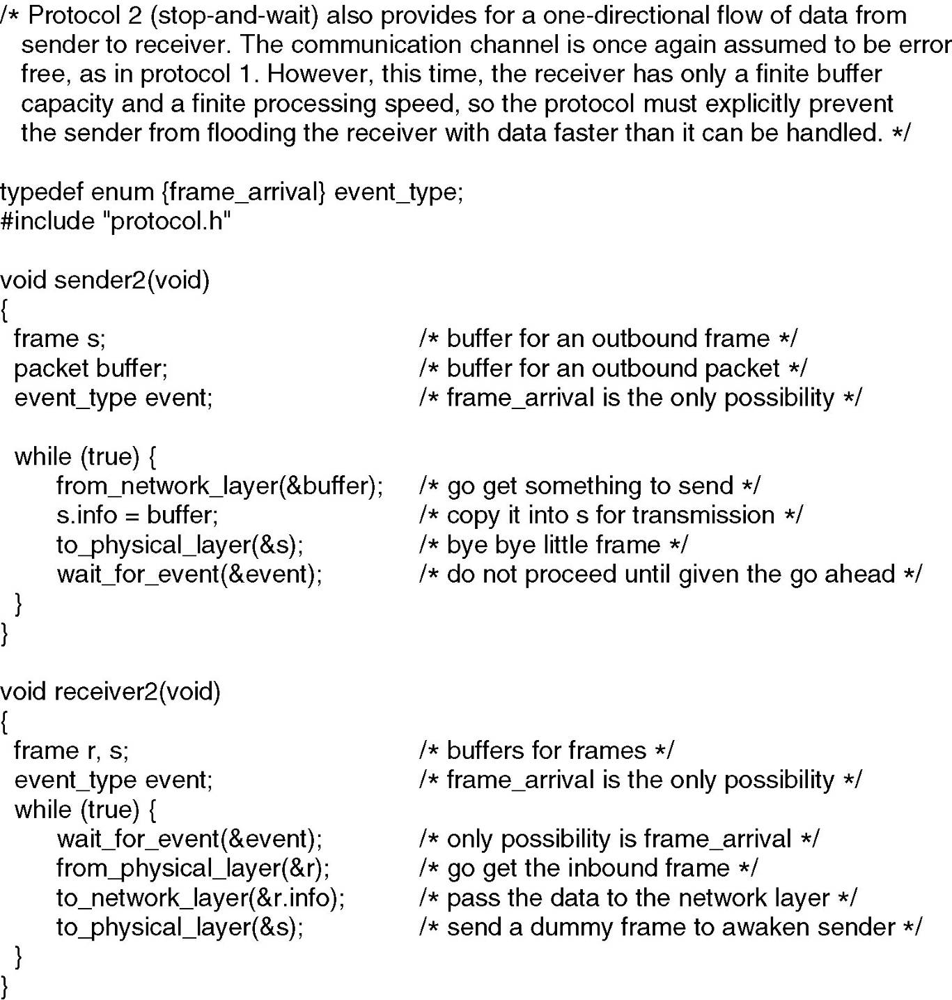 /* Protocol 2 (stop-and-wait) also provides for a one-directional flow of data from
sender to receiver. The communication channel is once again assumed to be error
free, as in protocol 1. However, this time, the receiver has only a finite buffer
capacity and a finite processing speed, so the protocol must explicitly prevent
the sender from flooding the receiver with data faster than it can be handled. */

typedef enum {frame_arrival} event_type;
#include "protocol.h"

void sender2(void)
{
frame s; /* buffer for an outbound frame */
packet buffer; /* buffer for an outbound packet */
event_type event; /* frame_arrival is the only possibility */

while (true) {
from_network_layer(&buffer); /* go get something to send */
s.info = buffer; /* copy it into s for transmission */
to_physical_layer(&s); /* bye bye little frame */
wait_for_event(&event); /* do not proceed until given the go ahead */
}
}

void receiver2(void)
{
frame r, s; /* buffers for frames */
event_type event; /* frame_arrival is the only possibility */
while (true) {
wait_for_event(&event); /* only possibility is frame_arrival */
from_physical_layer(&r); /* go get the inbound frame */
to_network_layer(&r.info); /* pass the data to the network layer */
to_physical_layer(&s); /* send a dummy frame to awaken sender */
}
}